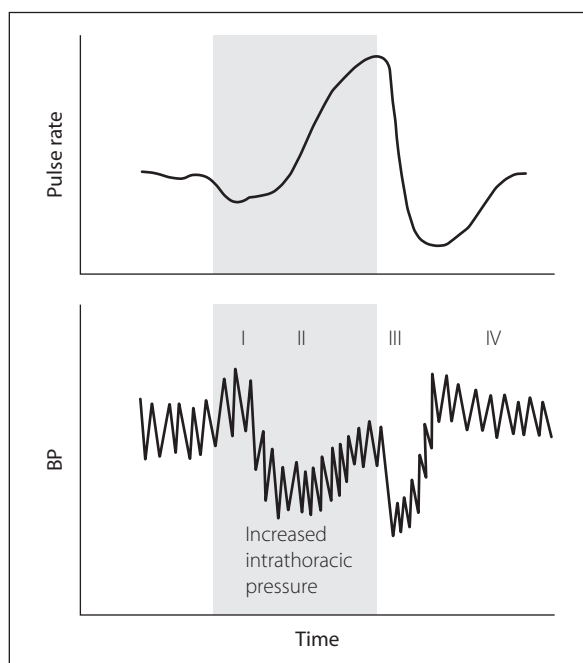 Pulse rate
I II III IV
BP
Increased
intrathoracic
pressure
Time